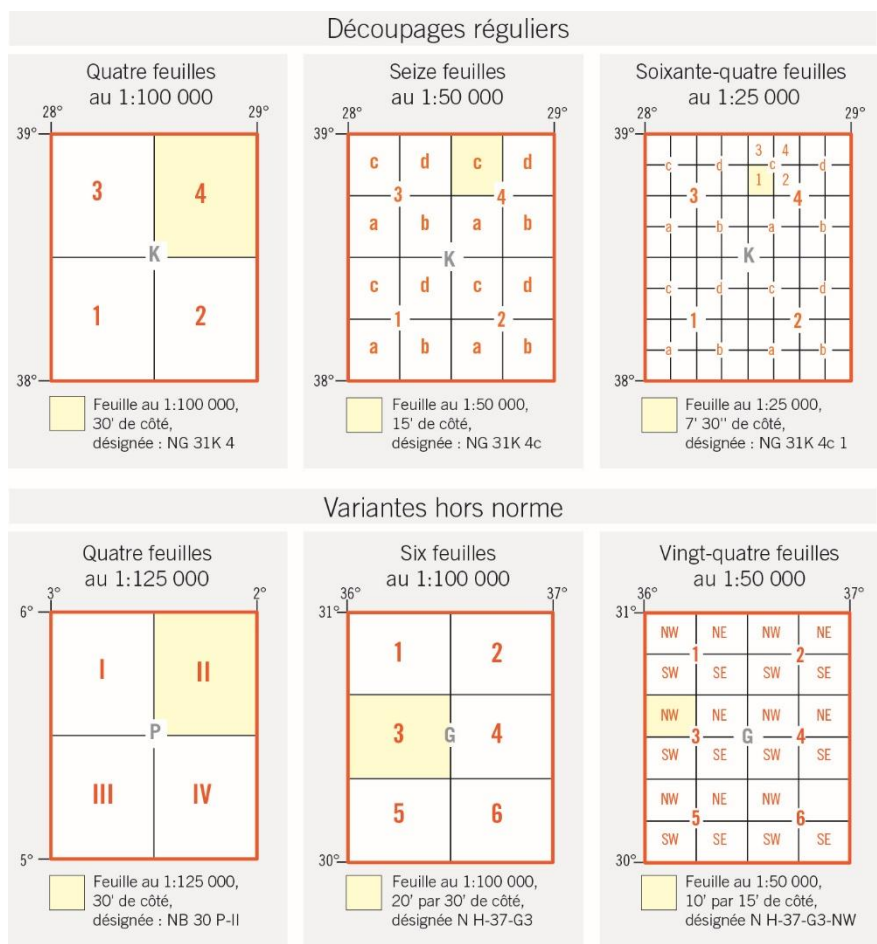 Découpages réguliers
Quatre feuilles
au 1:100 000
28° 29°
39°
3 4
K
1 2
38°
Feuille au 1:100 000,
30' de côté,
désignée : NG 31K 4
Seize feuilles
au 1:50 000
28° 29°
39°
c d c d
3 4
a b a b
K
c d c d
1 2
a b a b
38°
Feuille au 1:50 000,
15' de côté,
désignée : NG 31K 4c
Soixante-quatre feuilles
au 1:25 000
28° 29°
39°
3 4
c d c d
1 2
3 4
a b a b
K
c d c d
1 2
a b a b
38°
Feuille au 1:25 000,
7' 30'' de côté,
désignée : NG 31K 4c 1
Variantes hors norme
Quatre feuilles
au 1:125 000
3° 2°
6°
I II
P
III IV
5°
Feuille au 1:125 000,
30' de côté,
désignée : NB 30 P-II
Six feuilles
au 1:100 000
36° 37°
31°
1 2
3 G 4
5 6
30°
Feuille au 1:100 000,
20' par 30' de côté,
désignée N H-37-G3
Vingt-quatre feuilles
au 1:50 000
36° 37°
31°
NW NE NW NE
1 2
SW SE SW SE
NW NE NW NE
3 G 4
SW SE SW SE
NW NE NW
5 6
SW SE SW SE
30°
Feuille au 1:50 000,
10' par 15' de côté,
désignée N H-37-G3-NW